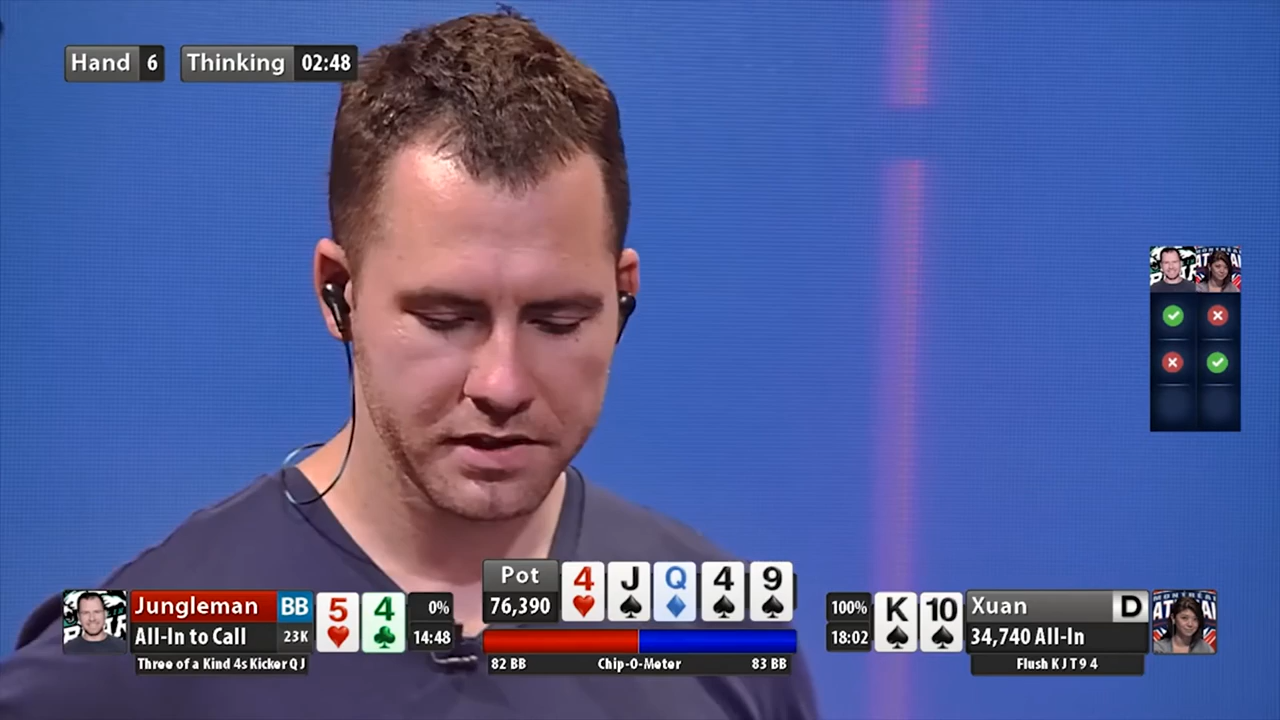 Hand 6
Thinking 02:48
Pot
76,390
4 J Q 4 9
Jungleman BB
All-In to Call 23K
Three of a Kind 4s Kicker Q J
5 4
0%
14:48
82 BB Chip-O-Meter 83 BB
100%
18:02
K 10
Xuan D
34,740 All-In
Flush K J T 9 4
MONTREAL